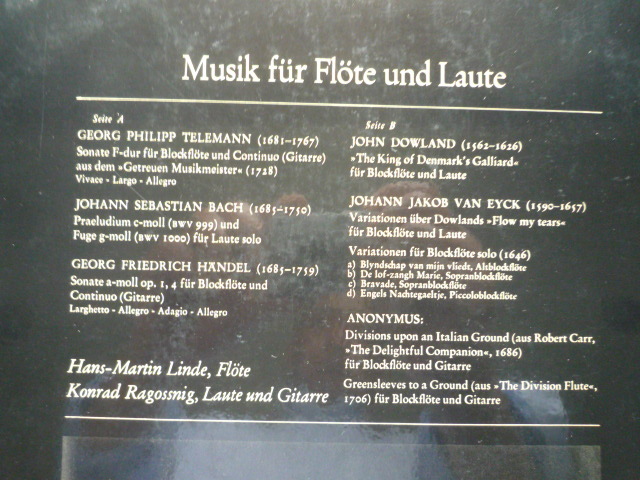 Musik für Flöte und Laute
Seite A
GEORG PHILIPP TELEMANN (1681-1767)
Sonate F-dur für Blockflöte und Continuo (Gitarre)
aus dem »Getreuen Musikmeister« (1728)
Vivace - Largo - Allegro
JOHANN SEBASTIAN BACH (1685-1750)
Praeludium c-moll (BWV 999) und
Fuge g-moll (BWV 1000) für Laute solo
GEORG FRIEDRICH HÄNDEL (1685-1759)
Sonate a-moll op. 1, 4 für Blockflöte und
Continuo (Gitarre)
Larghetto - Allegro - Adagio - Allegro
Hans-Martin Linde, Flöte
Konrad Ragossnig, Laute und Gitarre
Seite B
JOHN DOWLAND (1562-1626)
»The King of Denmark's Galliard«
für Blockflöte und Laute
JOHANN JAKOB VAN EYCK (1590-1657)
Variationen über Dowlands »Flow my tears«
für Blockflöte und Laute
Variationen für Blockflöte solo (1646)
a) Blyndschap van mijn vliedt, Altblockflöte
b) De lof-zangh Marie, Sopranblockflöte
c) Bravade, Sopranblockflöte
d) Engels Nachtegaeltje, Piccoloblockflöte
ANONYMUS:
Divisions upon an Italian Ground (aus Robert Carr,
»The Delightful Companion«, 1686)
für Blockflöte und Gitarre
Greensleeves to a Ground (aus »The Division Flute«,
1706) für Blockflöte und Gitarre